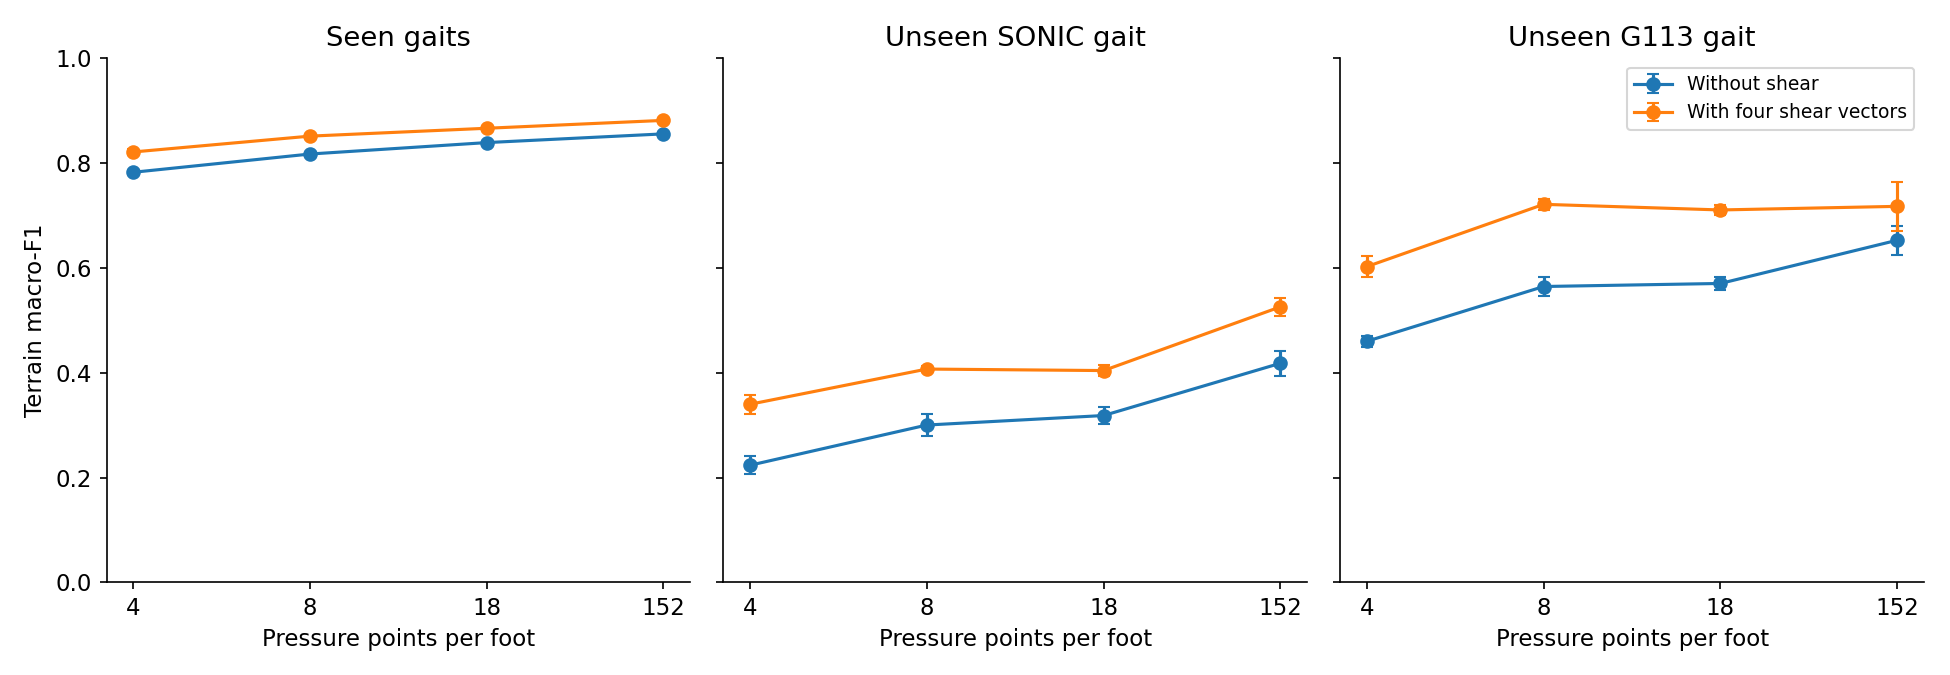 Seen gaits
Unseen SONIC gait
Unseen G113 gait
Without shear
With four shear vectors
Terrain macro-F1
1.0
0.8
0.6
0.4
0.2
0.0
4 8 18 152
4 8 18 152
4 8 18 152
Pressure points per foot
Pressure points per foot
Pressure points per foot